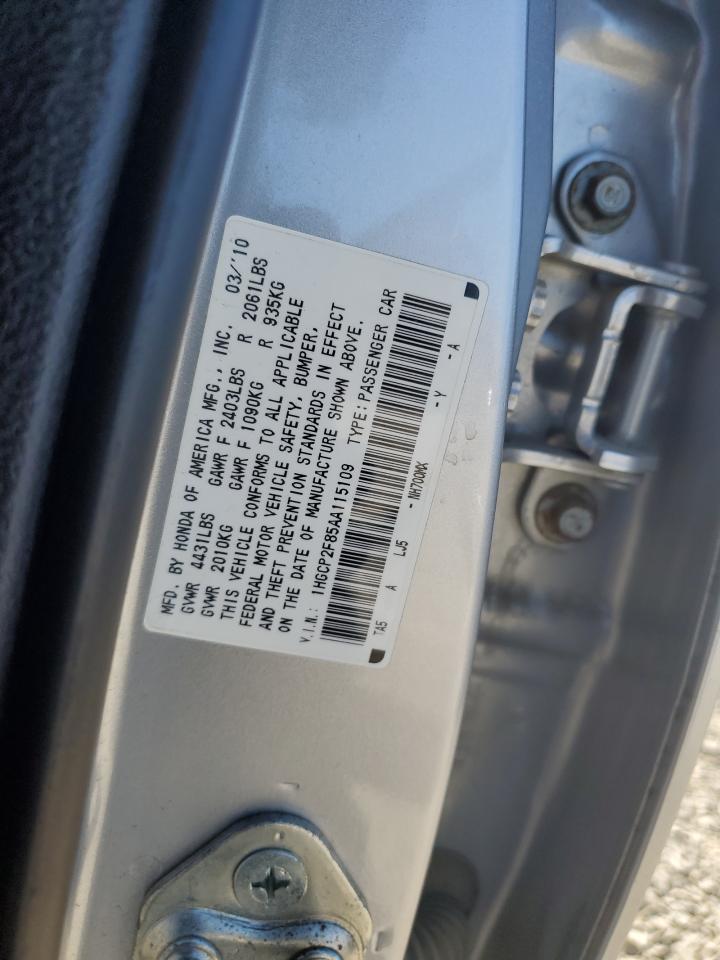 MFD. BY HONDA OF AMERICA MFG., INC. 03/'10
GVWR 4431LBS GAWR F 2403LBS R 2061LBS
GVWR 2010KG GAWR F 1090KG R 935KG
THIS VEHICLE CONFORMS TO ALL APPLICABLE
FEDERAL MOTOR VEHICLE SAFETY, BUMPER,
AND THEFT PREVENTION STANDARDS IN EFFECT
ON THE DATE OF MANUFACTURE SHOWN ABOVE.
V.I.N.: 1HGCP2F85AA115109 TYPE: PASSENGER CAR
TA5 A LJ5 - NH700MX - Y - A